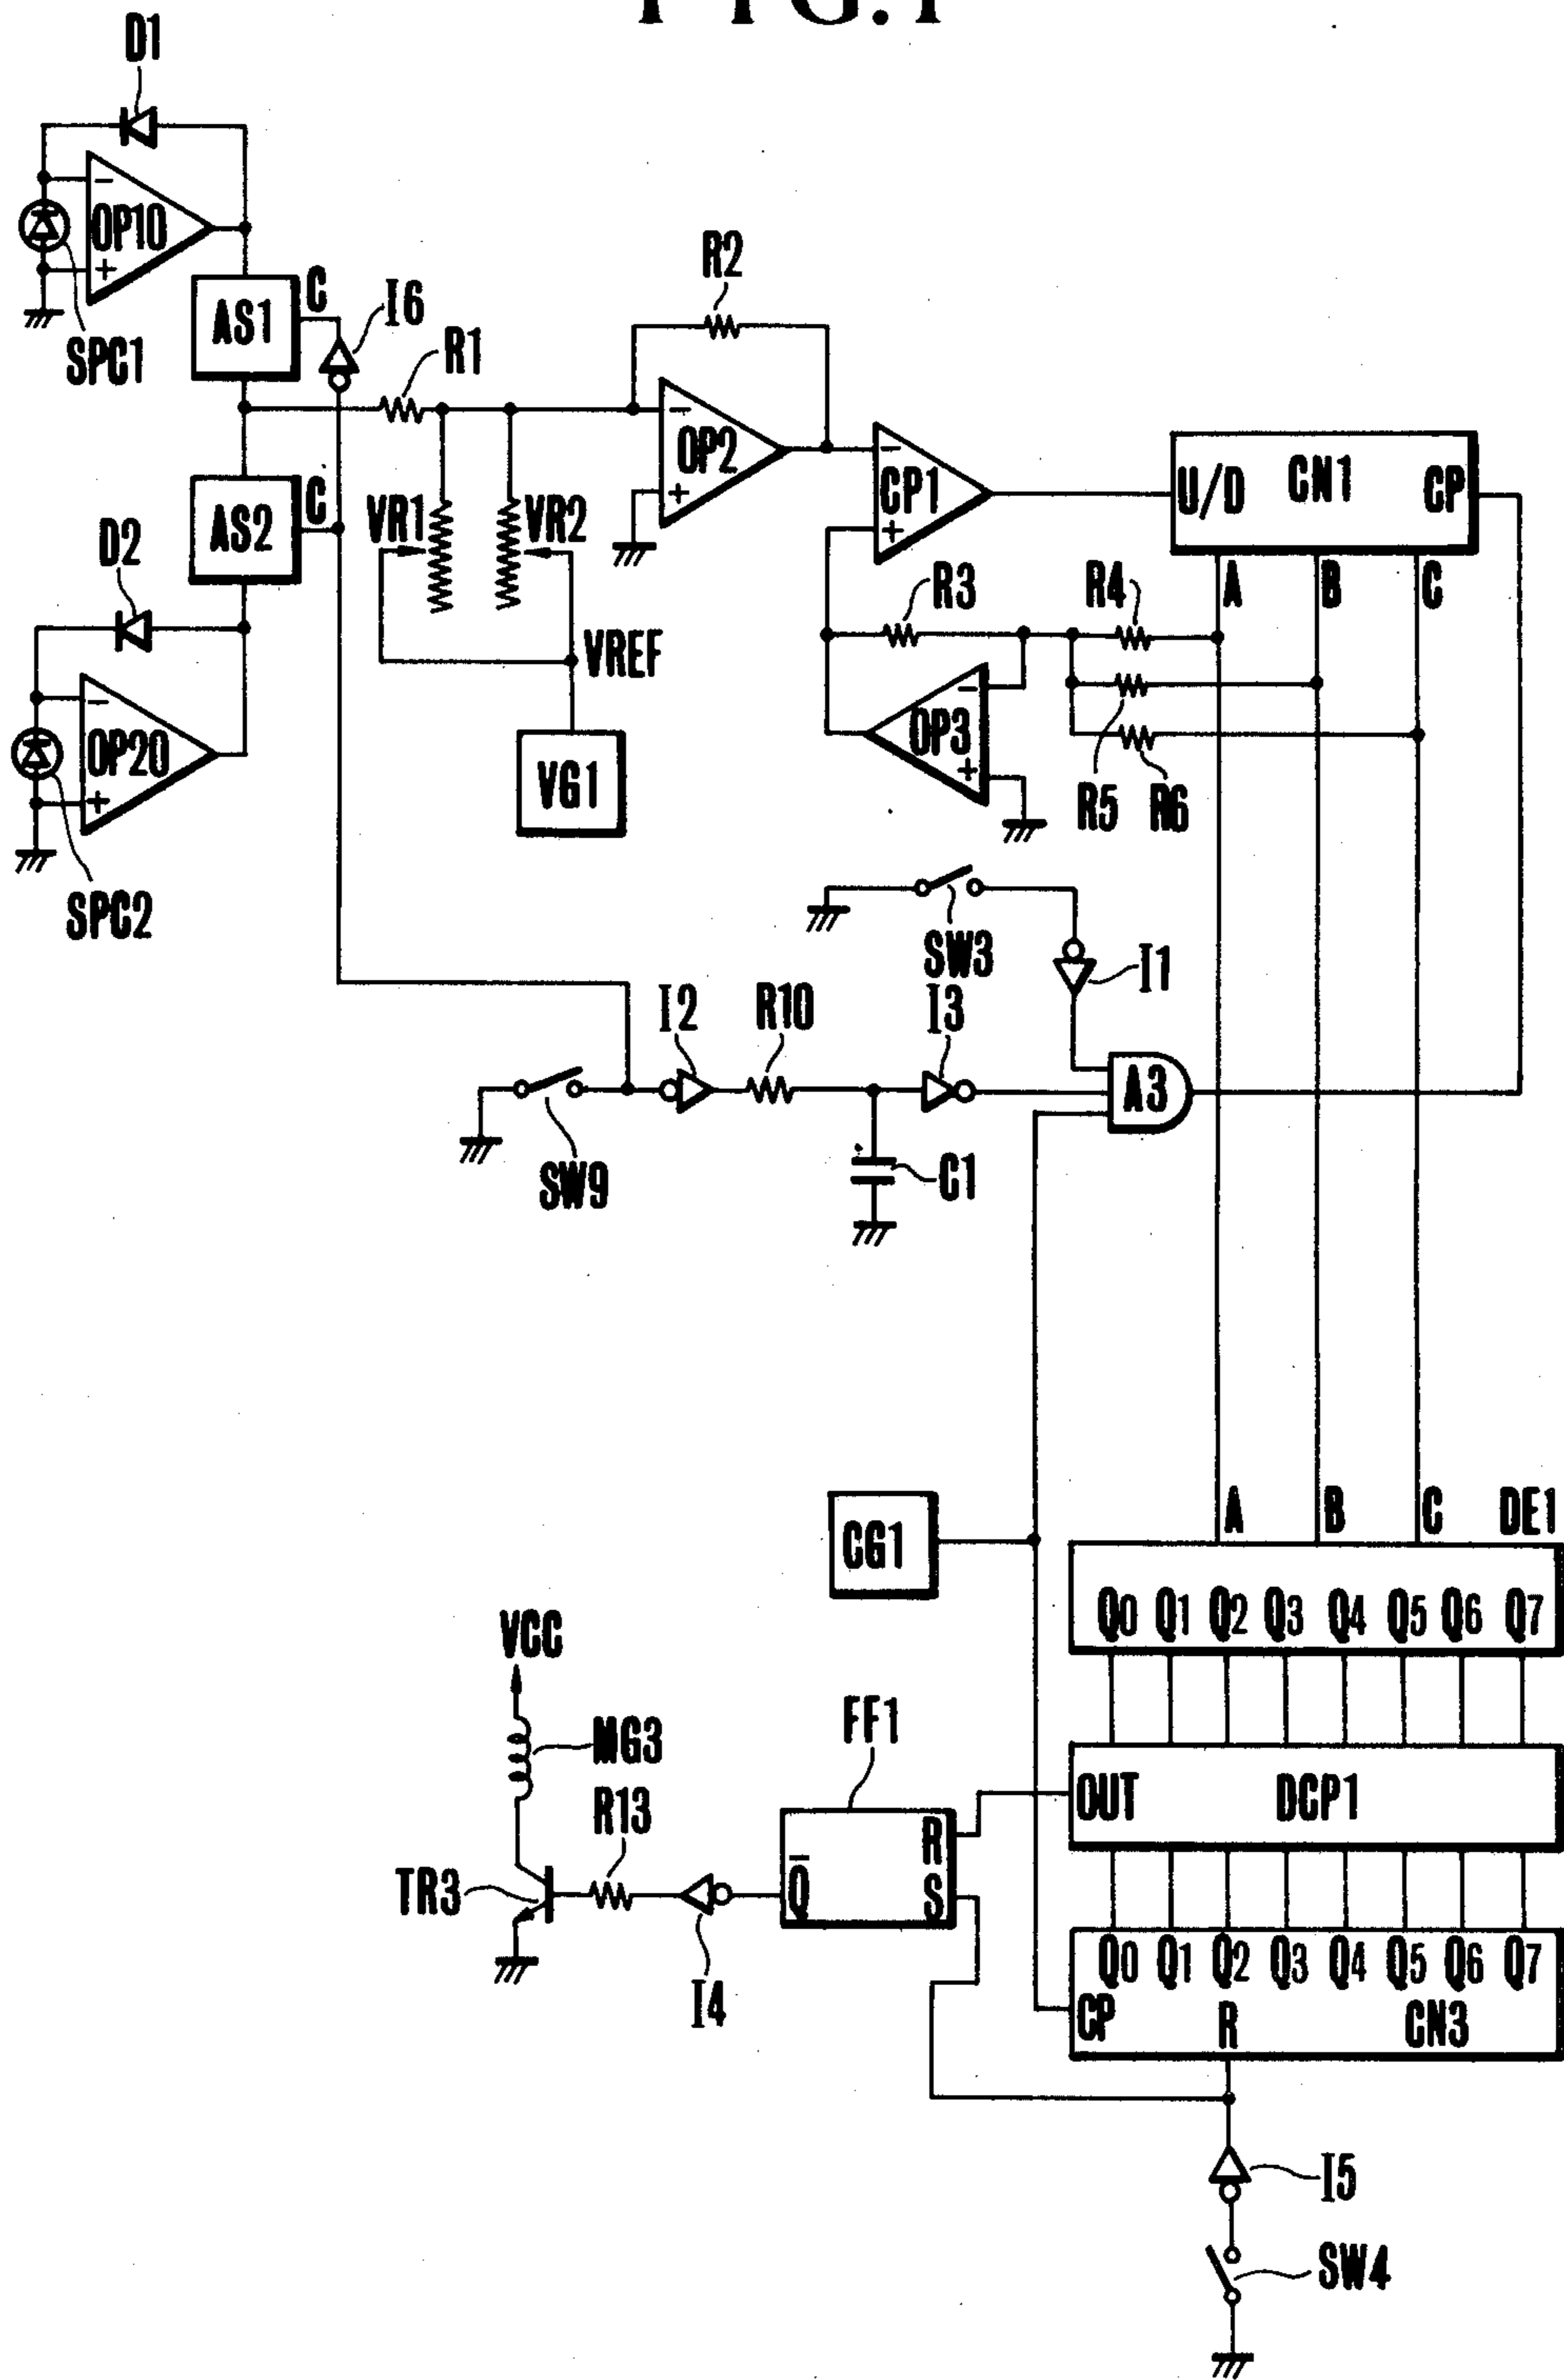 FIG.1
D1
OP10
−
+
SPC1
AS1
C
I6
R1
R2
OP2
−
+
CP1
−
+
U/D CN1 CP
A B C
AS2
C
D2
VR1
VR2
VREF
VG1
R3
R4
OP3
−
+
R5
R6
OP20
−
+
SPC2
SW3
I1
I2
R10
I3
A3
SW9
C1
A B C DE1
CG1
Q0 Q1 Q2 Q3 Q4 Q5 Q6 Q7
VCC
MG3
FF1
R13
OUT DCP1
R
Q̅
S
TR3
I4
Q0 Q1 Q2 Q3 Q4 Q5 Q6 Q7
CP R CN3
I5
SW4